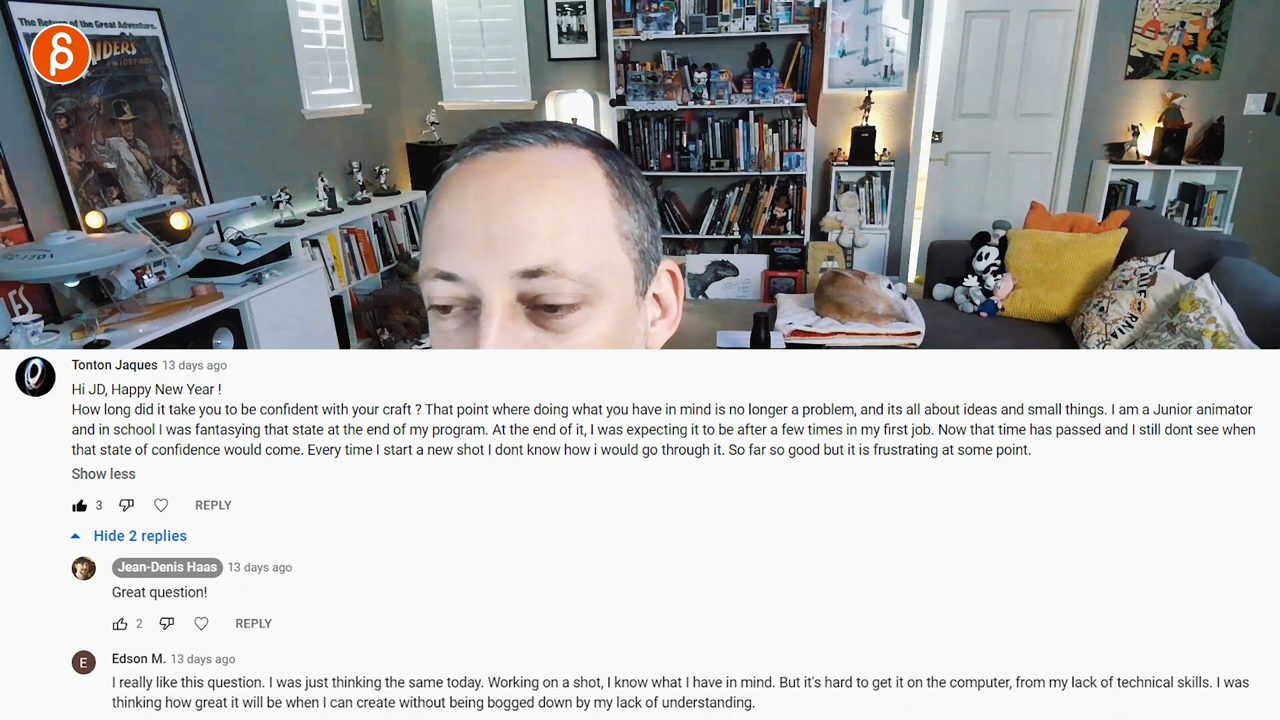 The Return of the Great Adventure.
Tonton Jaques 13 days ago
Hi JD, Happy New Year !
How long did it take you to be confident with your craft ? That point where doing what you have in mind is no longer a problem, and its all about ideas and small things. I am a Junior animator
and in school I was fantasying that state at the end of my program. At the end of it, I was expecting it to be after a few times in my first job. Now that time has passed and I still dont see when
that state of confidence would come. Every time I start a new shot I dont know how i would go through it. So far so good but it is frustrating at some point.
Show less
3 REPLY
Hide 2 replies
Jean-Denis Haas 13 days ago
Great question!
2 REPLY
E
Edson M. 13 days ago
I really like this question. I was just thinking the same today. Working on a shot, I know what I have in mind. But it's hard to get it on the computer, from my lack of technical skills. I was
thinking how great it will be when I can create without being bogged down by my lack of understanding.